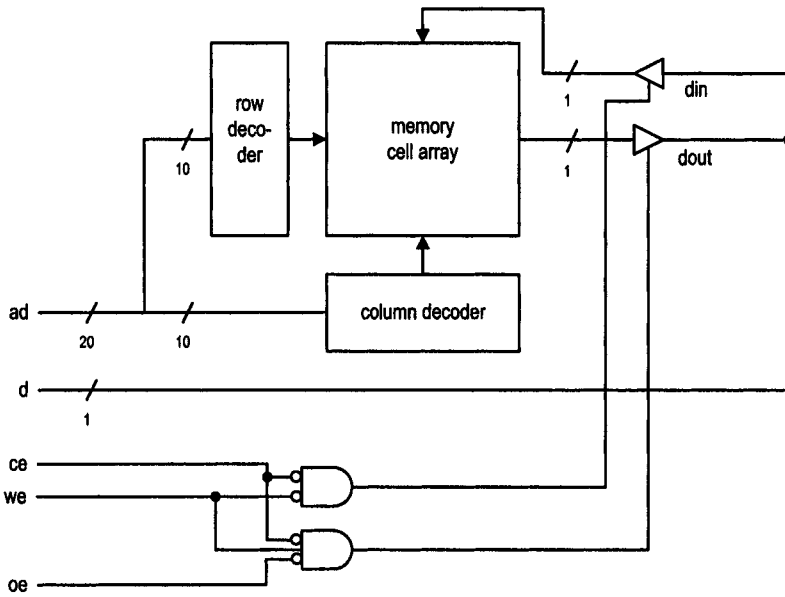 row
deco-
der
memory
cell array
1
din
1
dout
10
column decoder
ad
20
10
d
1
ce
we
oe